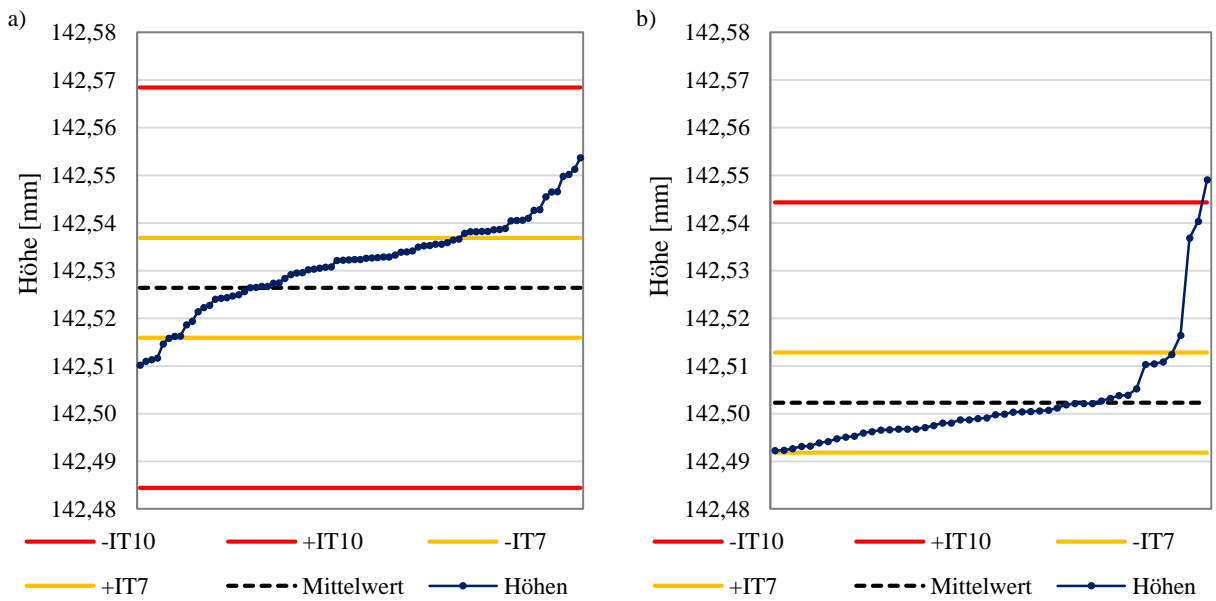 a)
Höhe [mm]
142,58
142,57
142,56
142,55
142,54
142,53
142,52
142,51
142,50
142,49
142,48
-IT10 +IT10 -IT7
+IT7 Mittelwert Höhen
b)
Höhe [mm]
142,58
142,57
142,56
142,55
142,54
142,53
142,52
142,51
142,50
142,49
142,48
-IT10 +IT10 -IT7
+IT7 Mittelwert Höhen